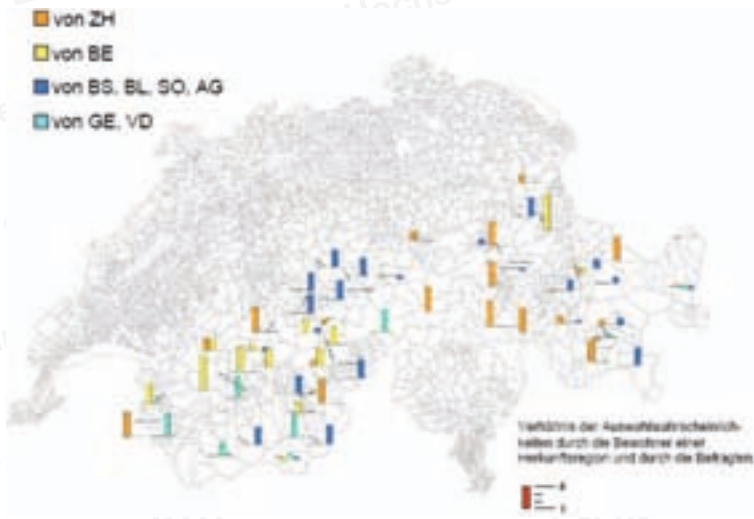 von ZH
von BE
von BS, BL, SO, AG
von GE, VD
Verhältnis der Auswahlwahrscheinlich-
keiten durch die Bewohner einer
Herkunftsregion und durch die Befragten